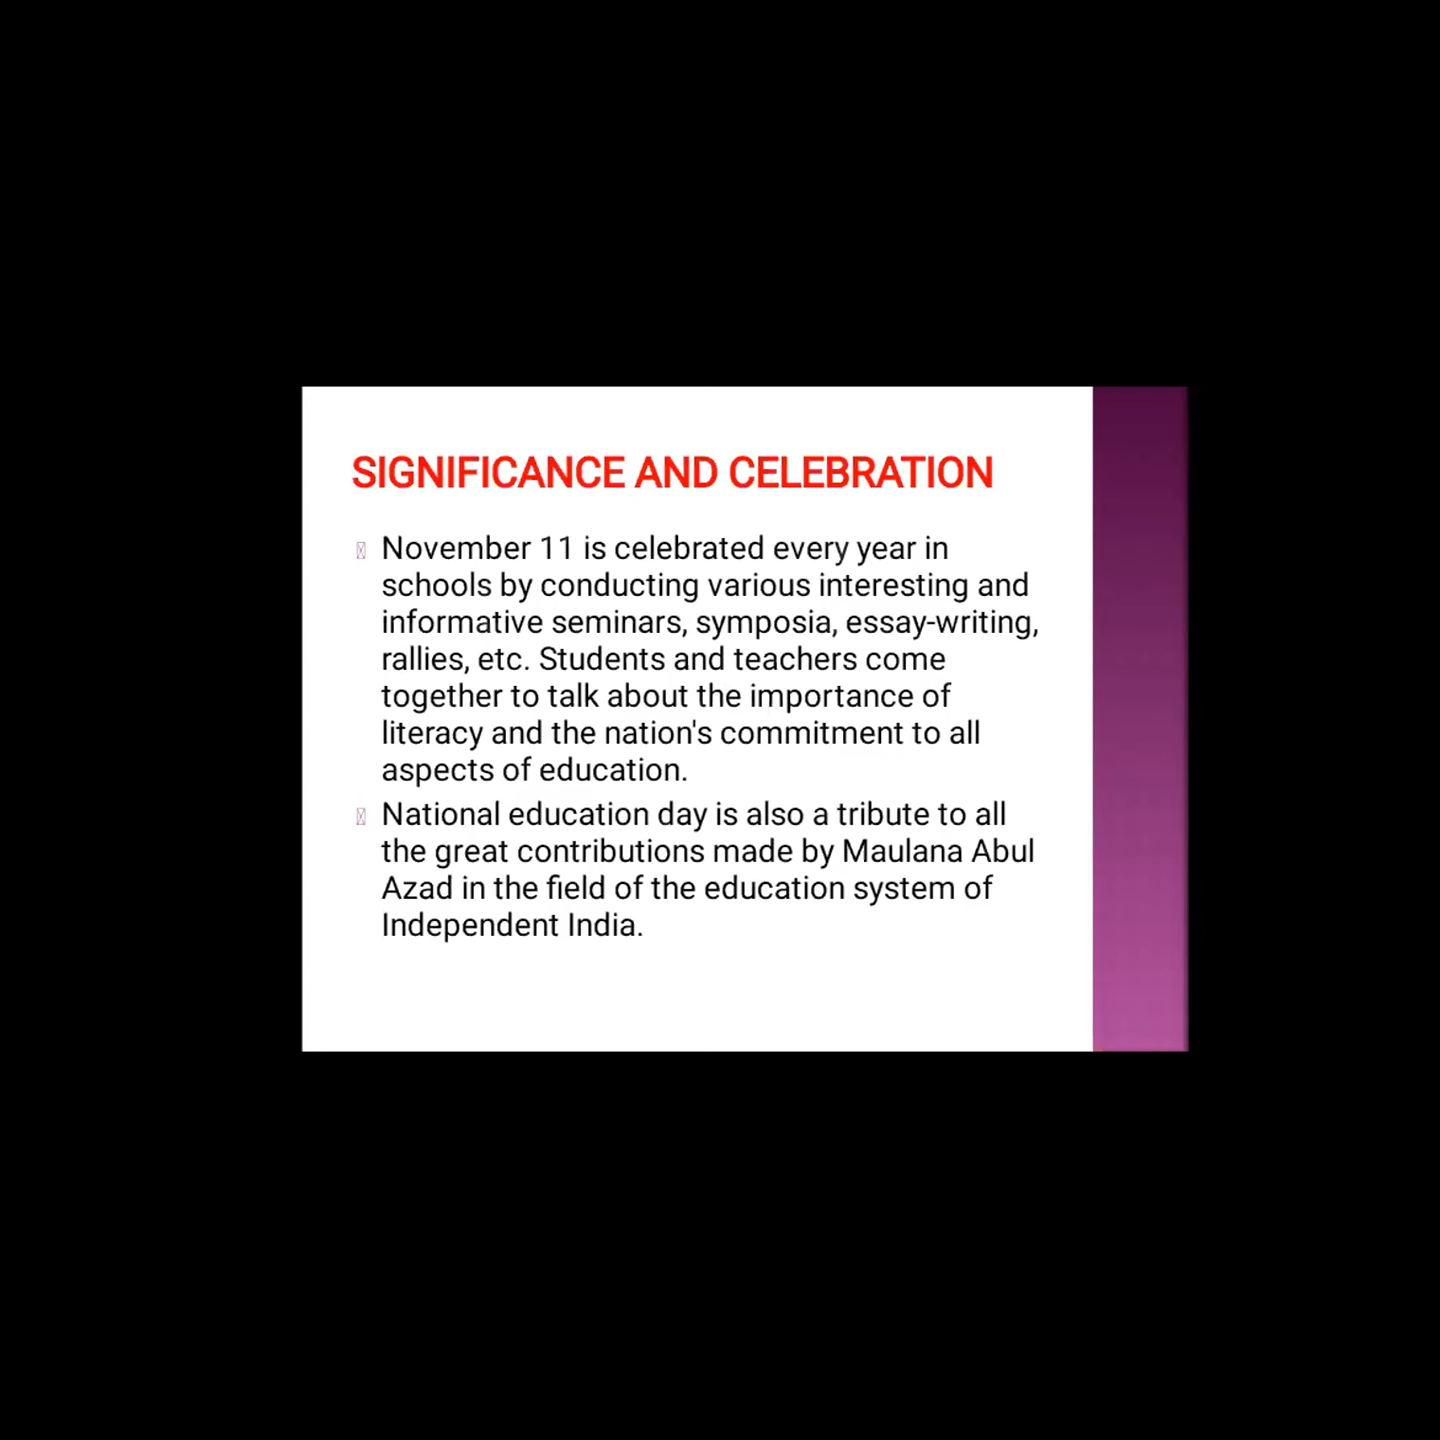 SIGNIFICANCE AND CELEBRATION
November 11 is celebrated every year in
schools by conducting various interesting and
informative seminars, symposia, essay-writing,
rallies, etc. Students and teachers come
together to talk about the importance of
literacy and the nation's commitment to all
aspects of education.
National education day is also a tribute to all
the great contributions made by Maulana Abul
Azad in the field of the education system of
Independent India.